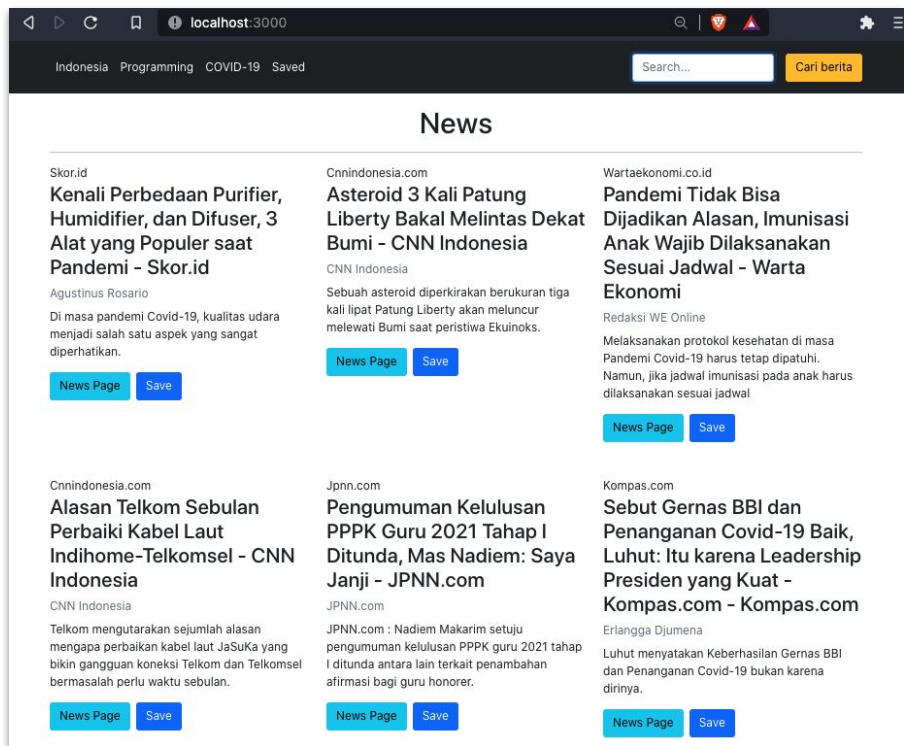 localhost:3000
Indonesia Programming COVID-19 Saved
Search...
Cari berita
News
Skor.id
Kenali Perbedaan Purifier,
Humidifier, dan Difuser, 3
Alat yang Populer saat
Pandemi - Skor.id
Agustinus Rosario
Di masa pandemi Covid-19, kualitas udara
menjadi salah satu aspek yang sangat
diperhatikan.
News Page
Save
Cnnindonesia.com
Asteroid 3 Kali Patung
Liberty Bakal Melintas Dekat
Bumi - CNN Indonesia
CNN Indonesia
Sebuah asteroid diperkirakan berukuran tiga
kali lipat Patung Liberty akan meluncur
melewati Bumi saat peristiwa Ekuinoks.
News Page
Save
Wartaekonomi.co.id
Pandemi Tidak Bisa
Dijadikan Alasan, Imunisasi
Anak Wajib Dilaksanakan
Sesuai Jadwal - Warta
Ekonomi
Redaksi WE Online
Melaksanakan protokol kesehatan di masa
Pandemi Covid-19 harus tetap dipatuhi.
Namun, jika jadwal imunisasi pada anak harus
dilaksanakan sesuai jadwal
News Page
Save
Cnnindonesia.com
Alasan Telkom Sebulan
Perbaiki Kabel Laut
Indihome-Telkomsel - CNN
Indonesia
CNN Indonesia
Telkom mengutarakan sejumlah alasan
mengapa perbaikan kabel laut JaSuKa yang
bikin gangguan koneksi Telkom dan Telkomsel
bermasalah perlu waktu sebulan.
News Page
Save
Jpnn.com
Pengumuman Kelulusan
PPPK Guru 2021 Tahap I
Ditunda, Mas Nadiem: Saya
Janji - JPNN.com
JPNN.com
JPNN.com : Nadiem Makarim setuju
pengumuman kelulusan PPPK guru 2021 tahap
I ditunda antara lain terkait penambahan
afirmasi bagi guru honorer.
News Page
Save
Kompas.com
Sebut Gernas BBI dan
Penanganan Covid-19 Baik,
Luhut: Itu karena Leadership
Presiden yang Kuat -
Kompas.com - Kompas.com
Erlangga Djumena
Luhut menyatakan Keberhasilan Gernas BBI
dan Penanganan Covid-19 bukan karena
dirinya.
News Page
Save